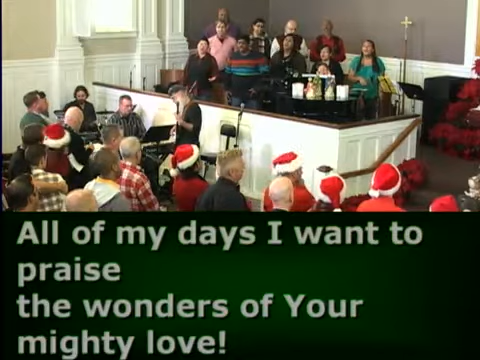 All of my days I want to
praise
the wonders of Your
mighty love!